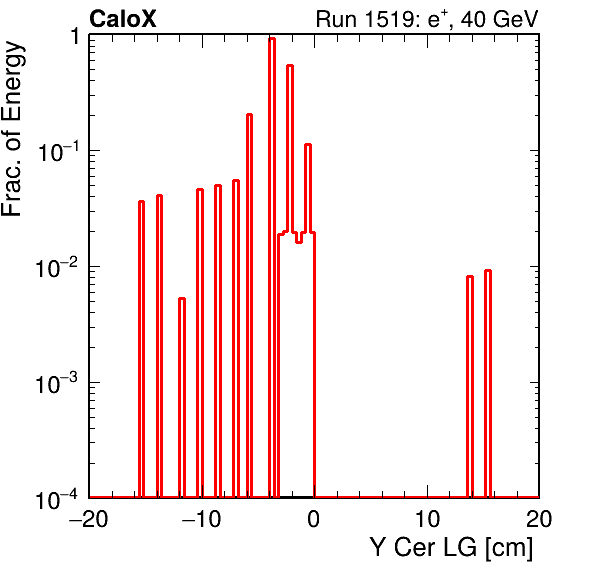 CaloX Run 1519: e⁺, 40 GeV
Frac. of Energy
1
10⁻¹
10⁻²
10⁻³
10⁻⁴
−20 −10 0 10 20
Y Cer LG [cm]